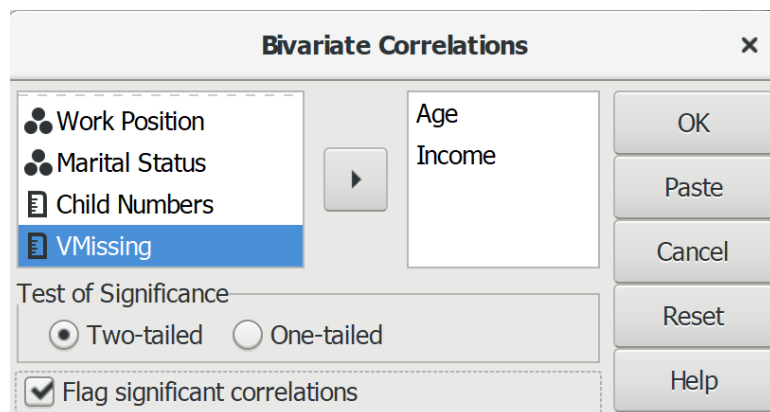 Bivariate Correlations
Work Position
Marital Status
Child Numbers
VMissing
Age
Income
OK
Paste
Cancel
Reset
Help
Test of Significance
Two-tailed One-tailed
Flag significant correlations